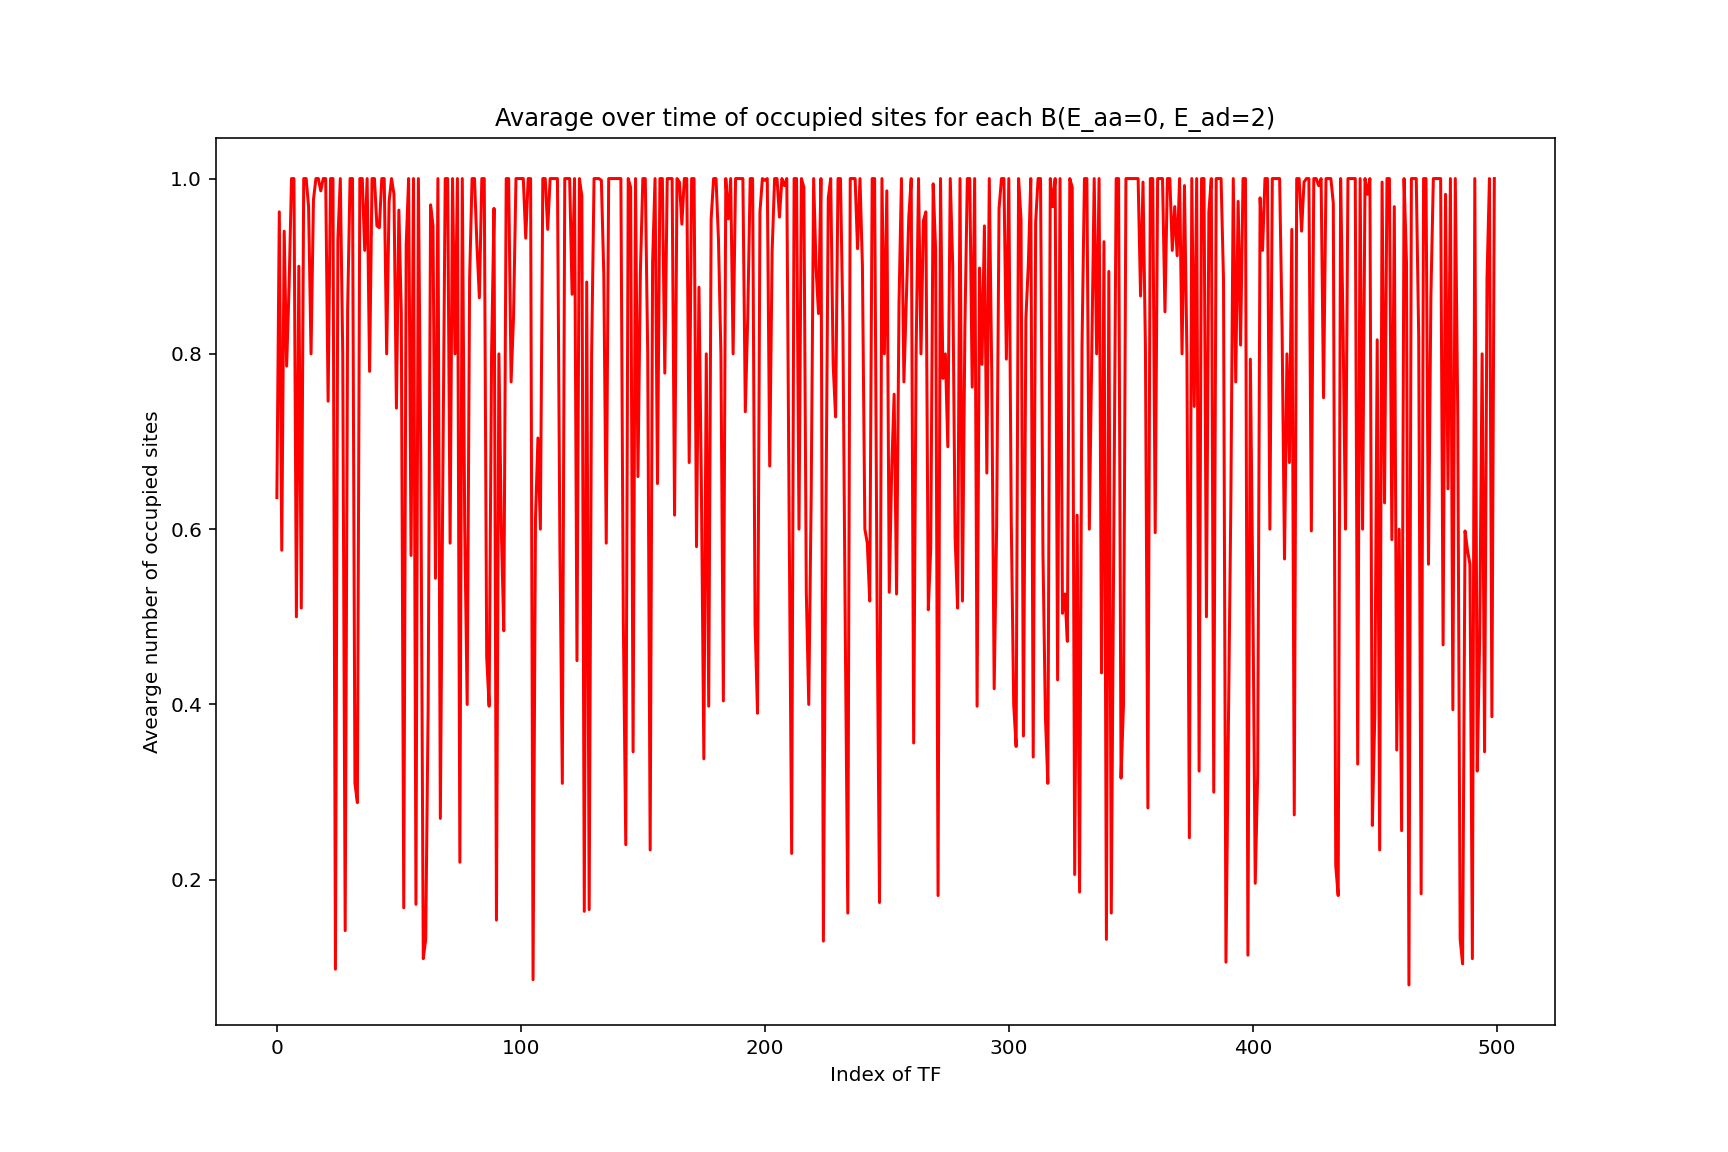 Avarage over time of occupied sites for each B(E_aa=0, E_ad=2)
1.0
0.8
0.6
0.4
0.2
Avearge number of occupied sites
0 100 200 300 400 500
Index of TF